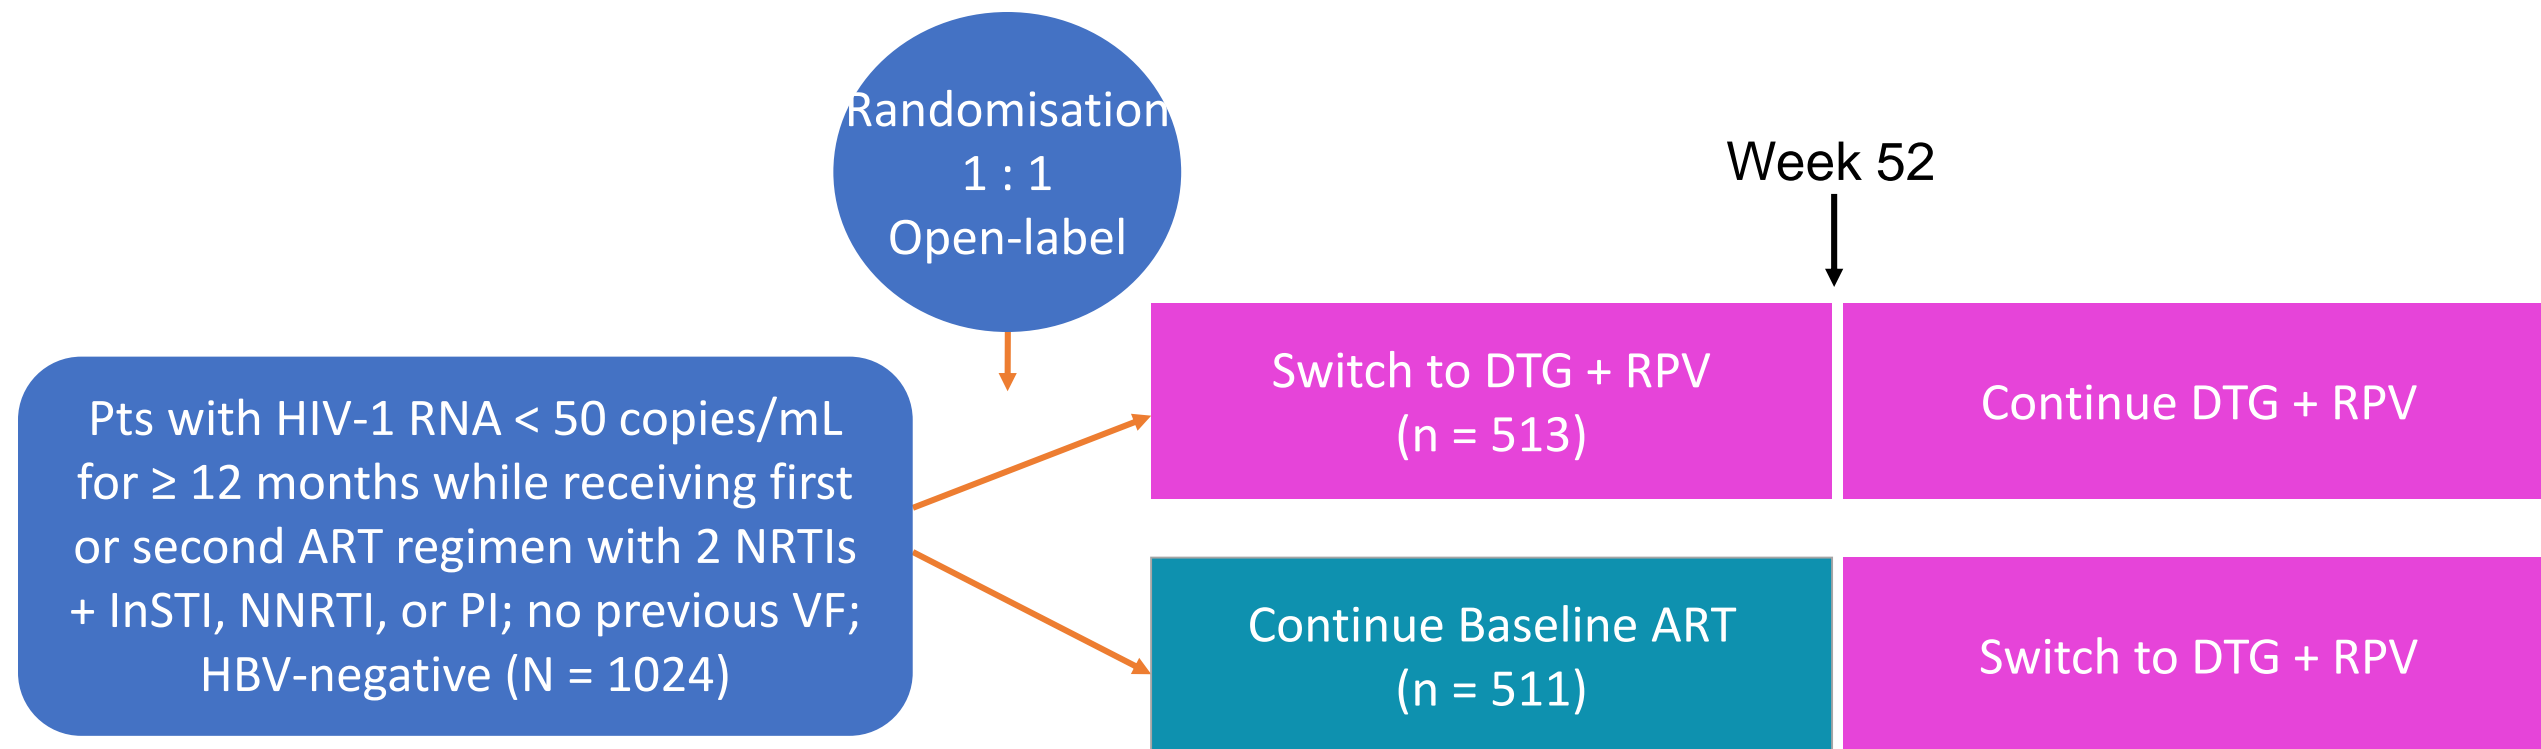 Randomisation
1 : 1
Open-label
Week 52
Pts with HIV-1 RNA < 50 copies/mL
for ≥ 12 months while receiving first
or second ART regimen with 2 NRTIs
+ InSTI, NNRTI, or PI; no previous VF;
HBV-negative (N = 1024)
Switch to DTG + RPV
(n = 513)
Continue DTG + RPV
Continue Baseline ART
(n = 511)
Switch to DTG + RPV